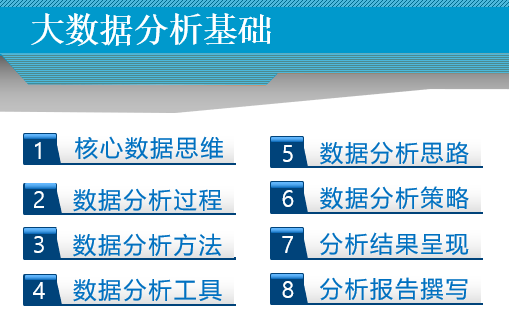 大数据分析基础
1 核心数据思维
2 数据分析过程
3 数据分析方法
4 数据分析工具
5 数据分析思路
6 数据分析策略
7 分析结果呈现
8 分析报告撰写